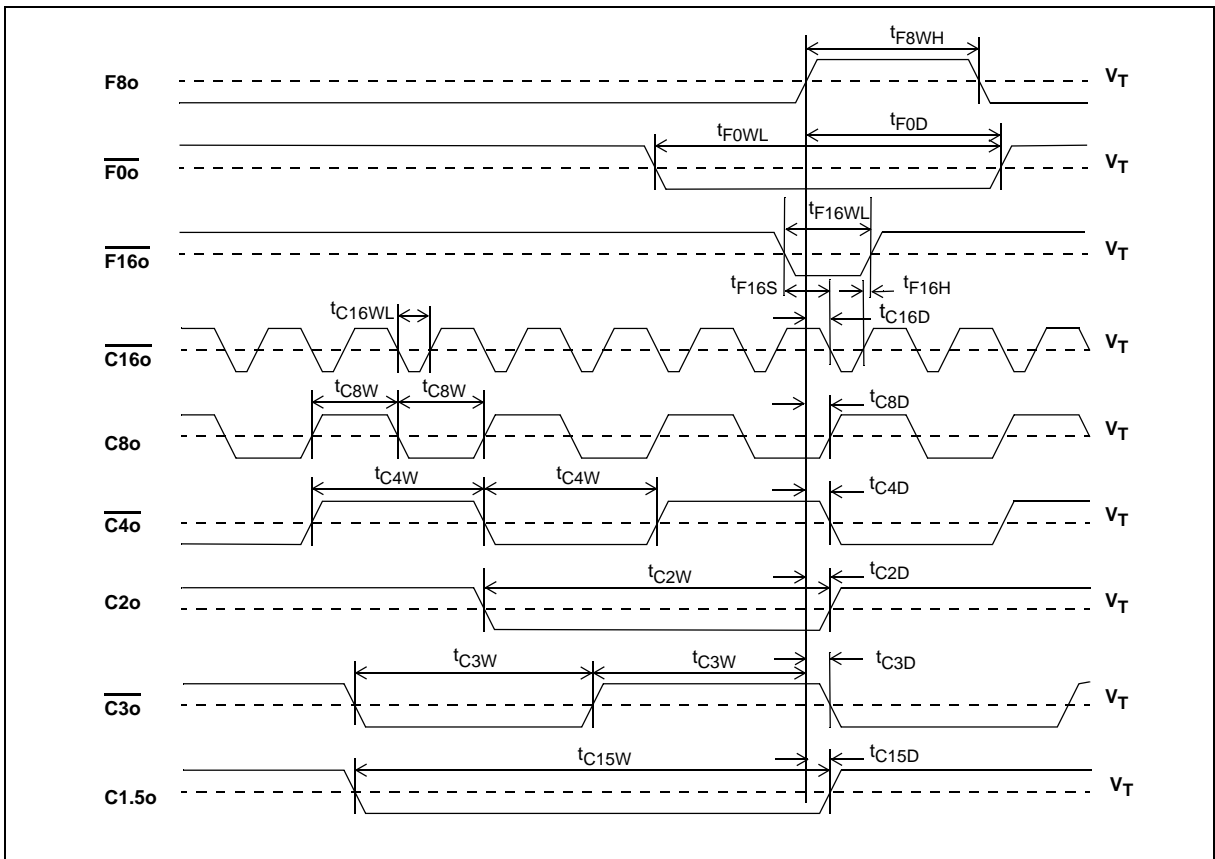 tF8WH
F8o VT
tF0WL tF0D
F0o VT
tF16WL
F16o VT
tF16S tF16H
tC16WL tC16D
C16o VT
tC8W tC8W tC8D
C8o VT
tC4W tC4W tC4D
C4o VT
tC2W tC2D
C2o VT
tC3W tC3W tC3D
C3o VT
tC15W tC15D
C1.5o VT